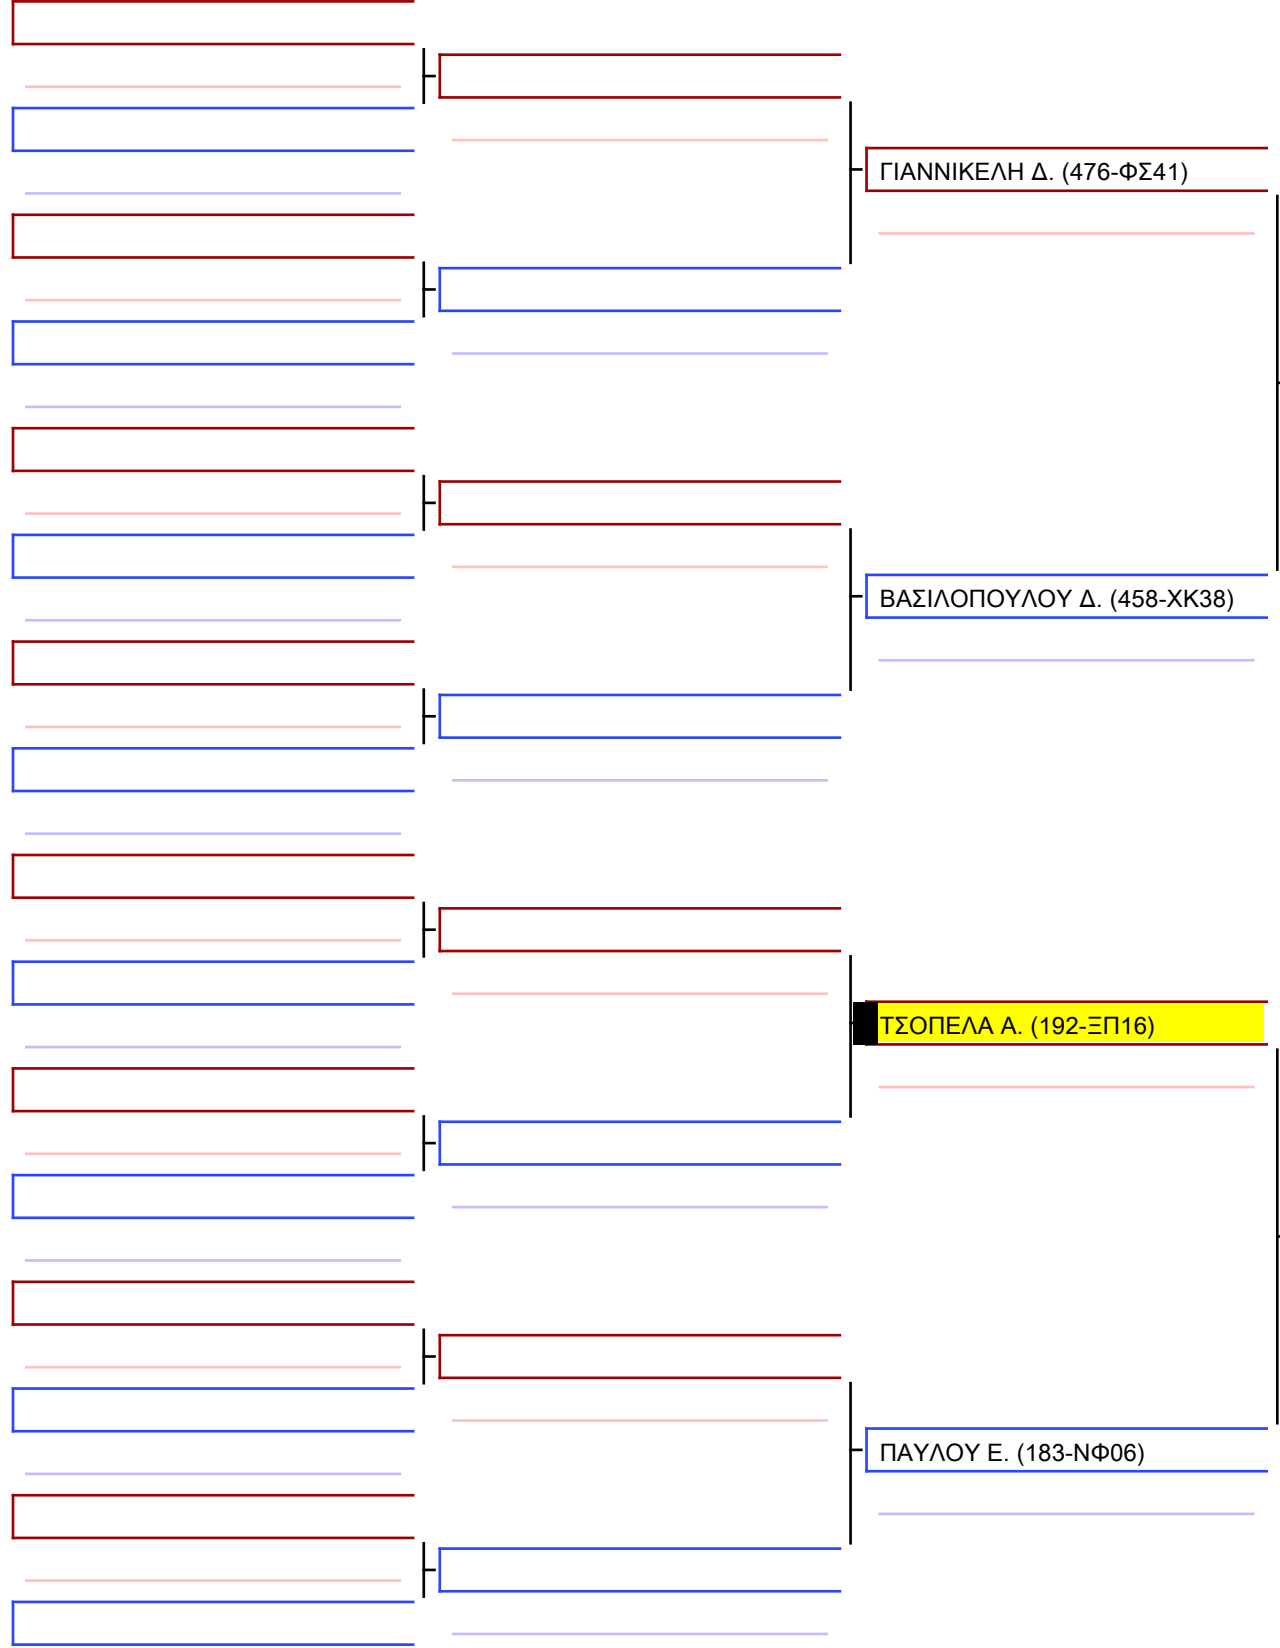 ΓΙΑΝΝΙΚΕΛΗ Δ. (476-ΦΣ41)
ΒΑΣΙΛΟΠΟΥΛΟΥ Δ. (458-ΧΚ38)
ΤΣΟΠΕΛΑ Α. (192-ΞΠ16)
ΠΑΥΛΟΥ Ε. (183-ΝΦ06)